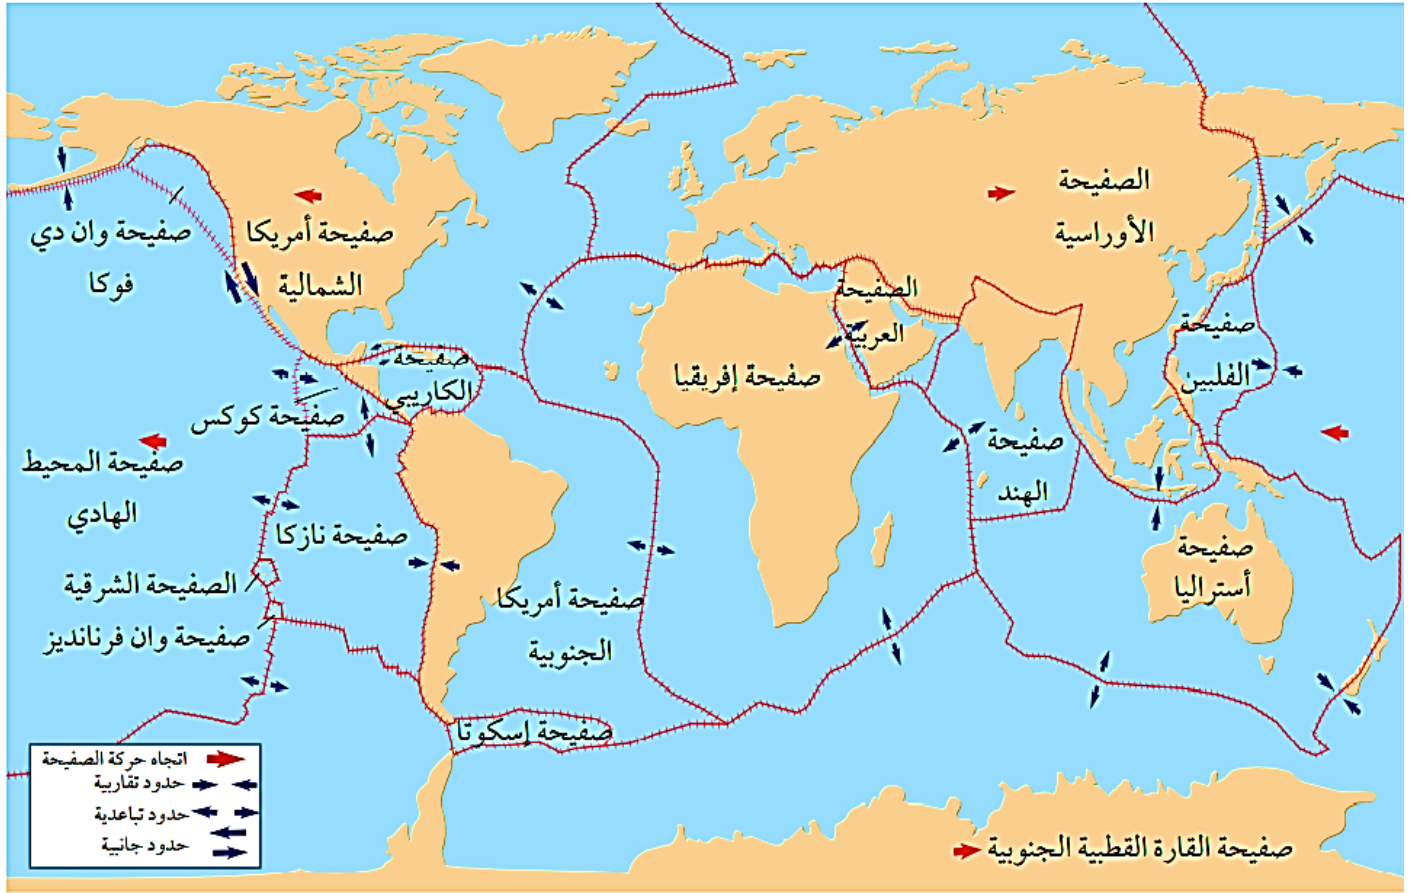 الصفيحة
الأوراسية
صفيحة أمريكا
الشمالية
صفيحة وان دي
فوكا
الصفيحة
العربية
صفيحة
الفلبين
صفيحة
الكاريبي
صفيحة إفريقيا
صفيحة كوكس
صفيحة
الهند
صفيحة المحيط
الهادي
صفيحة نازكا
صفيحة
أستراليا
الصفيحة الشرقية
صفيحة أمريكا
الجنوبية
صفيحة وان فرنانديز
صفيحة إسكوتا
اتجاه حركة الصفيحة
حدود تقاربية
حدود تباعدية
حدود جانبية
صفيحة القارة القطبية الجنوبية